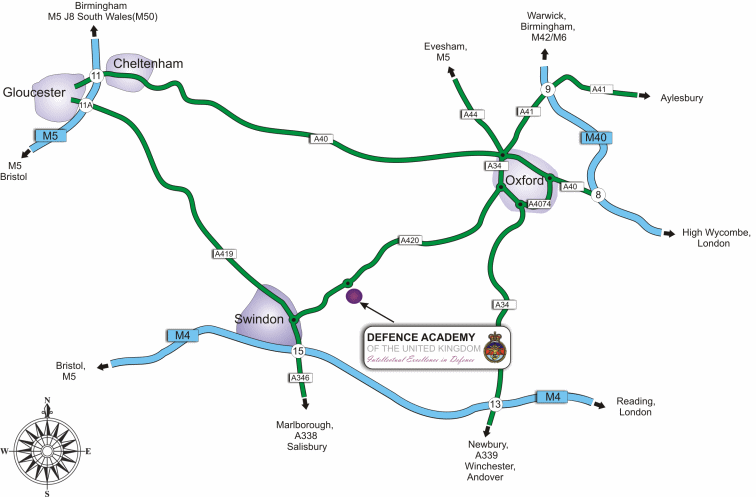 Birmingham
M5 J8 South Wales(M50)
Warwick,
Birmingham,
M42/M6
Evesham,
M5
Cheltenham
11
Gloucester
11A
M5
M5
Bristol
A40
A44
A41
9
A41
Aylesbury
M40
A34
Oxford
A40
8
A4074
High Wycombe,
London
A420
A419
A34
Swindon
M4
15
DEFENCE ACADEMY
OF THE UNITED KINGDOM
Intellectual Excellence in Defence
Bristol,
M5
A346
13
M4
Reading,
London
Marlborough,
A338
Salisbury
Newbury,
A339
Winchester,
Andover
N
W
E
S